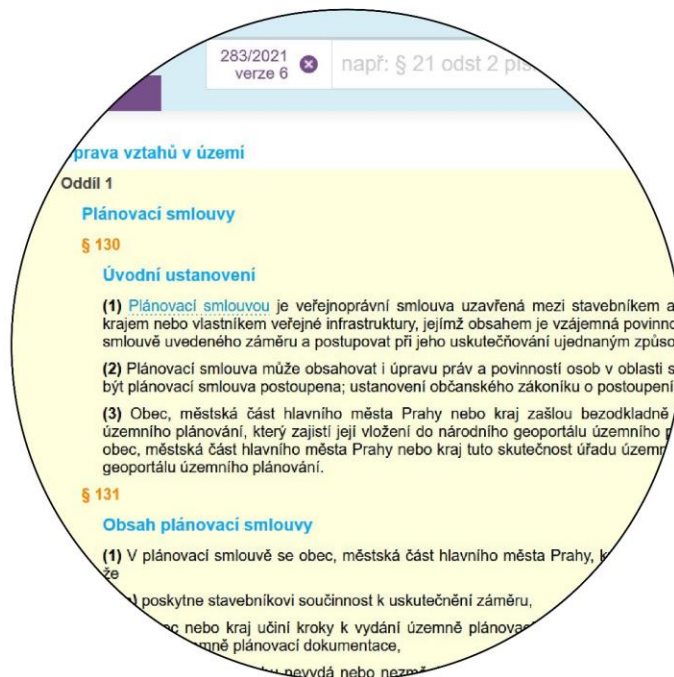 283/2021
verze 6
např: § 21 odst 2
prava vztahů v území
Oddíl 1
Plánovací smlouvy
§ 130
Úvodní ustanovení
(1) Plánovací smlouvou je veřejnoprávní smlouva uzavřená mezi stavebníkem a
krajem nebo vlastníkem veřejné infrastruktury, jejímž obsahem je vzájemná povinno
smlouvě uvedeného záměru a postupovat při jeho uskutečňování ujednaným způso
(2) Plánovací smlouva může obsahovat i úpravu práv a povinností osob v oblasti s
být plánovací smlouva postoupena; ustanovení občanského zákoníku o postoupení
(3) Obec, městská část hlavního města Prahy nebo kraj zašlou bezodkladně
územního plánování, který zajistí její vložení do národního geoportálu územního p
obec, městská část hlavního města Prahy nebo kraj tuto skutečnost úřadu územn
geoportálu územního plánování.
§ 131
Obsah plánovací smlouvy
(1) V plánovací smlouvě se obec, městská část hlavního města Prahy, k
že
poskytne stavebníkovi součinnost k uskutečnění záměru,
nebo kraj učiní kroky k vydání územně plánovac
mně plánovací dokumentace,
nevydá nebo nezmě